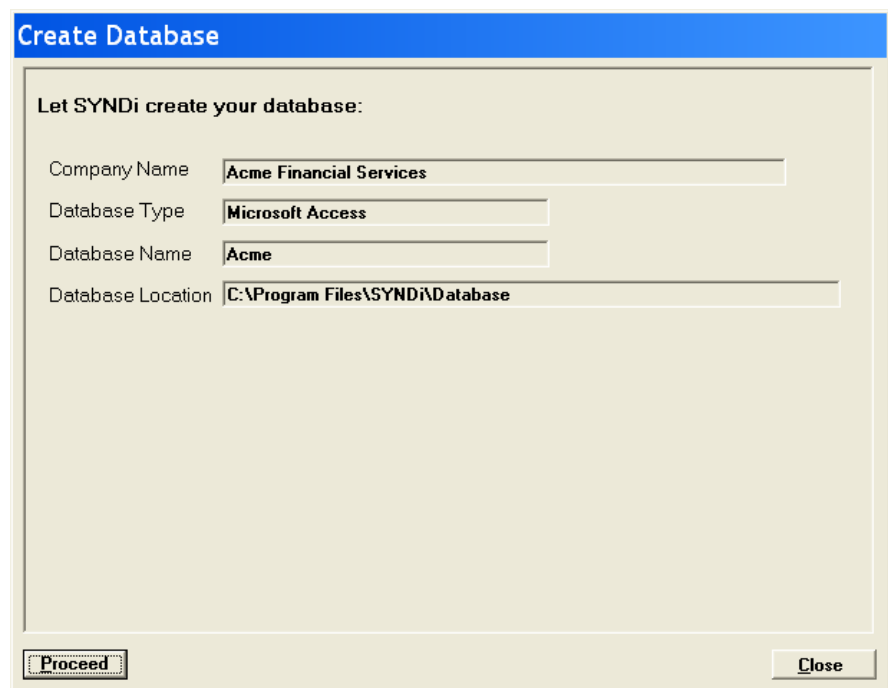 Create Database
Let SYNDi create your database:
Company Name Acme Financial Services
Database Type Microsoft Access
Database Name Acme
Database Location C:\Program Files\SYNDi\Database
Proceed Close